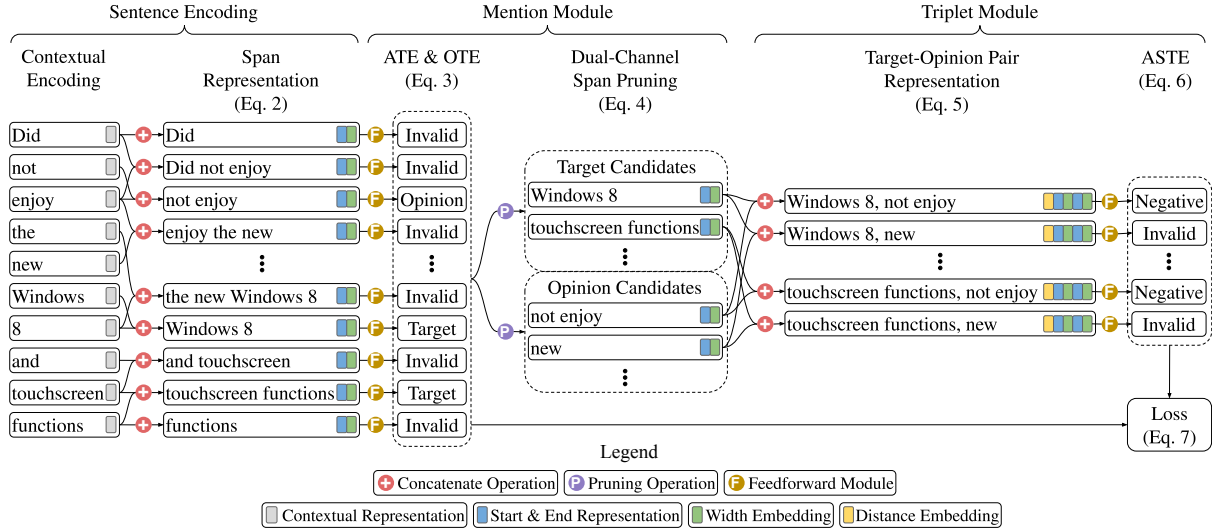 Sentence Encoding
Mention Module
Triplet Module
Contextual
Encoding
Span
Representation
(Eq. 2)
ATE & OTE
(Eq. 3)
Dual-Channel
Span Pruning
(Eq. 4)
Target-Opinion Pair
Representation
(Eq. 5)
ASTE
(Eq. 6)
Did
not
enjoy
the
new
Windows
8
and
touchscreen
functions
Did
Did not enjoy
not enjoy
enjoy the new
the new Windows 8
Windows 8
and touchscreen
touchscreen functions
functions
F
F
F
F
F
F
F
F
F
Invalid
Invalid
Opinion
Invalid
Invalid
Target
Invalid
Target
Invalid
P
P
Target Candidates
Windows 8
touchscreen functions
Opinion Candidates
not enjoy
new
Windows 8, not enjoy
Windows 8, new
touchscreen functions, not enjoy
touchscreen functions, new
F
F
F
F
Negative
Invalid
Negative
Invalid
Loss
(Eq. 7)
Legend
Concatenate Operation
P Pruning Operation
F Feedforward Module
Contextual Representation
Start & End Representation
Width Embedding
Distance Embedding